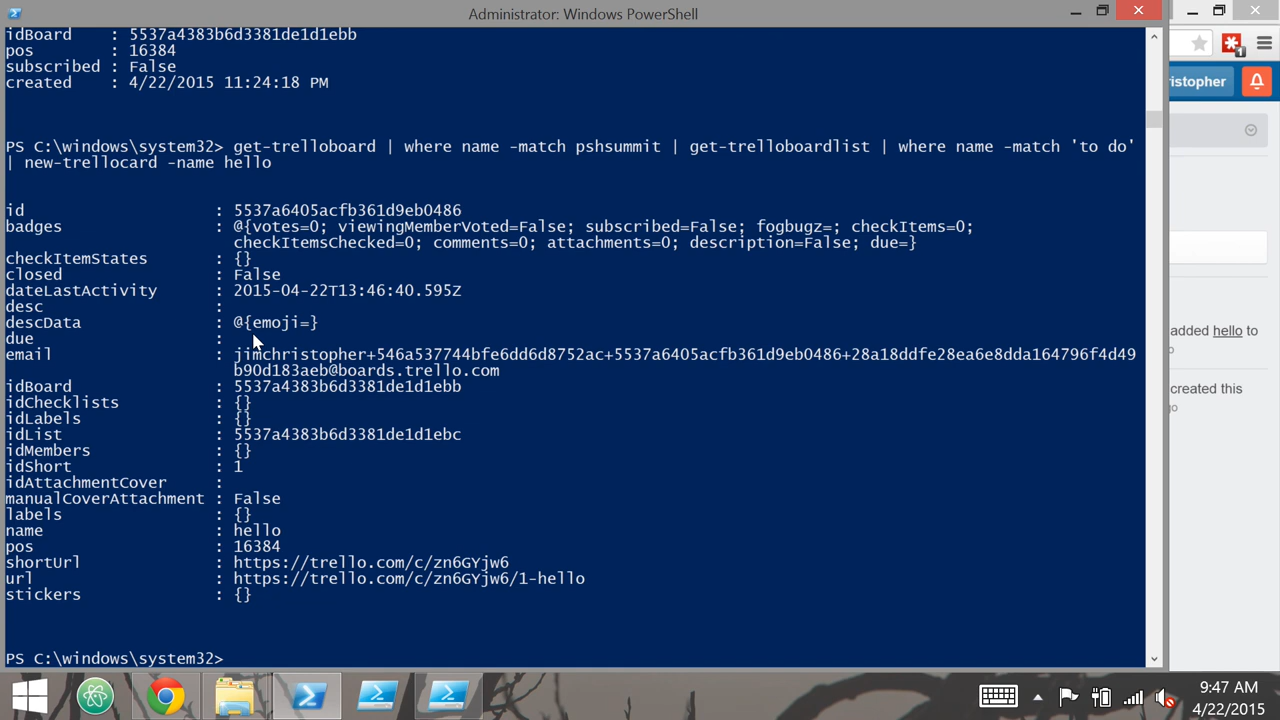 Administrator: Windows PowerShell
idBoard : 5537a4383b6d3381de1d1ebb
pos : 16384
subscribed : False
created : 4/22/2015 11:24:18 PM
PS C:\windows\system32> get-trelloboard | where name -match pshsummit | get-trelloboardlist | where name -match 'to do'
| new-trellocard -name hello
id : 5537a6405acfb361d9eb0486
badges : @{votes=0; viewingMemberVoted=False; subscribed=False; fogbugz=; checkItems=0;
checkItemsChecked=0; comments=0; attachments=0; description=False; due=}
checkItemStates : {}
closed : False
dateLastActivity : 2015-04-22T13:46:40.595Z
desc :
descData : @{emoji=}
due :
email : jimchristopher+546a537744bfe6dd6d8752ac+5537a6405acfb361d9eb0486+28a18ddfe28ea6e8dda164796f4d49
b90d183aeb@boards.trello.com
idBoard : 5537a4383b6d3381de1d1ebb
idChecklists : {}
idLabels : {}
idList : 5537a4383b6d3381de1d1ebc
idMembers : {}
idShort : 1
idAttachmentCover :
manualCoverAttachment : False
labels : {}
name : hello
pos : 16384
shortUrl : https://trello.com/c/zn6GYjw6
url : https://trello.com/c/zn6GYjw6/1-hello
stickers : {}
PS C:\windows\system32>
1
ristopher
added hello to
o
created this
go
9:47 AM
4/22/2015